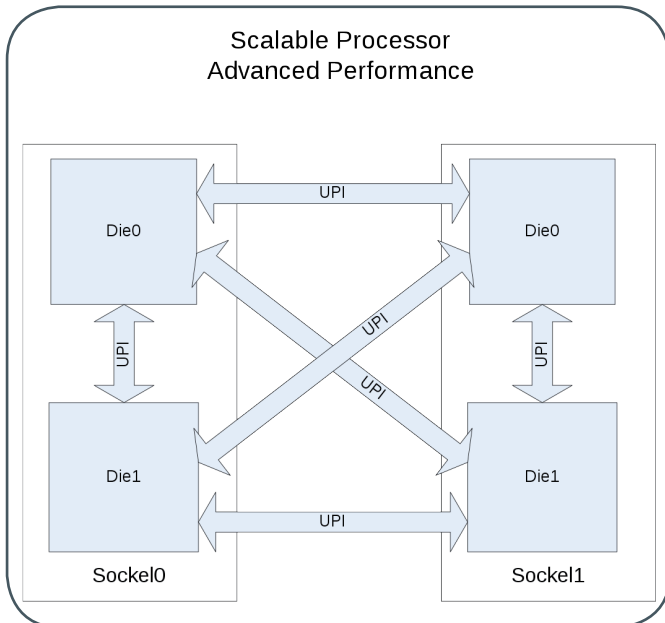 Scalable Processor
Advanced Performance
UPI
Die0
Die0
UPI
UPI
UPI
UPI
Die1
Die1
UPI
Sockel0
Sockel1